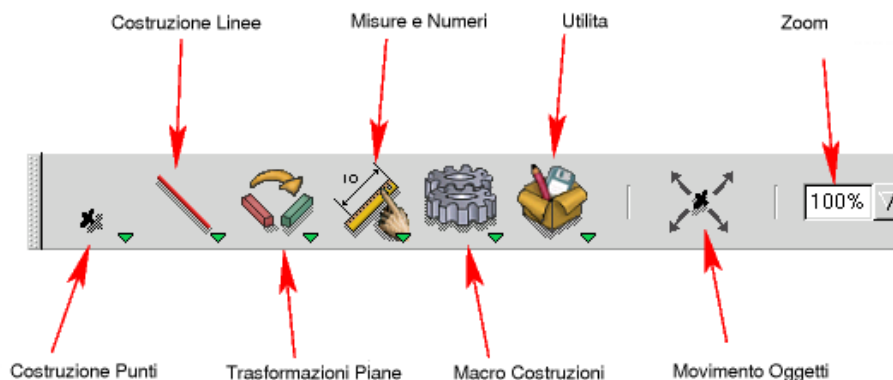 Costruzione Linee
Misure e Numeri
Utilita
Zoom
10
100%
Costruzione Punti
Trasformazioni Piane
Macro Costruzioni
Movimento Oggetti